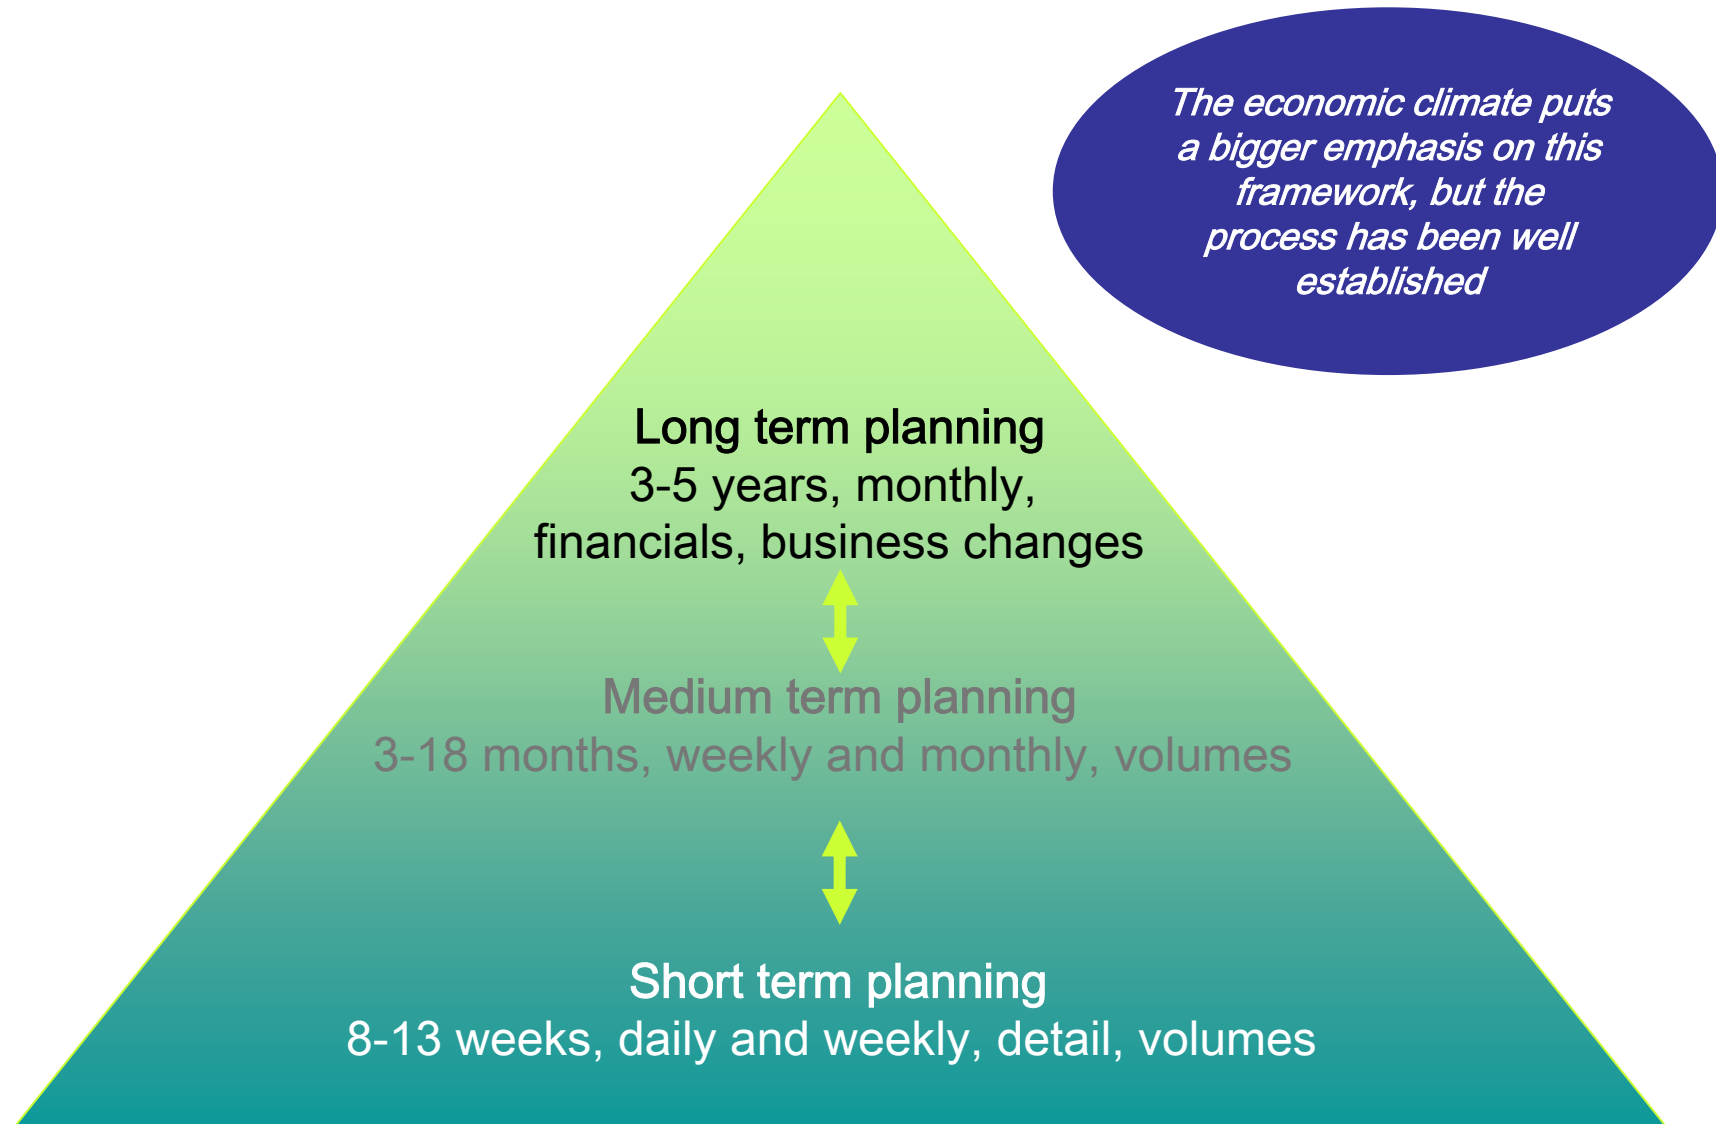 The economic climate puts
a bigger emphasis on this
framework, but the
process has been well
established
Long term planning
3-5 years, monthly,
financials, business changes
Medium term planning
3-18 months, weekly and monthly, volumes
Short term planning
8-13 weeks, daily and weekly, detail, volumes